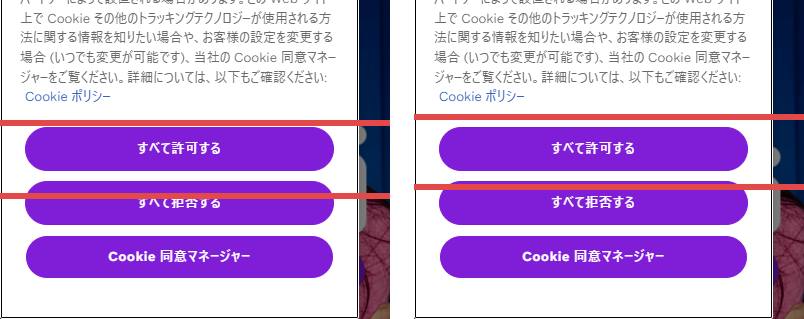 上で Cookie その他のトラッキングテクノロジーが使用される方
法に関する情報を知りたい場合や、お客様の設定を変更する
場合 (いつでも変更が可能です)、当社の Cookie 同意マネー
ジャーをご覧ください。詳細については、以下もご確認ください:
Cookie ポリシー
すべて許可する
すべて拒否する
Cookie 同意マネージャー
上で Cookie その他のトラッキングテクノロジーが使用される方
法に関する情報を知りたい場合や、お客様の設定を変更する
場合 (いつでも変更が可能です)、当社の Cookie 同意マネー
ジャーをご覧ください。詳細については、以下もご確認ください:
Cookie ポリシー
すべて許可する
すべて拒否する
Cookie 同意マネージャー